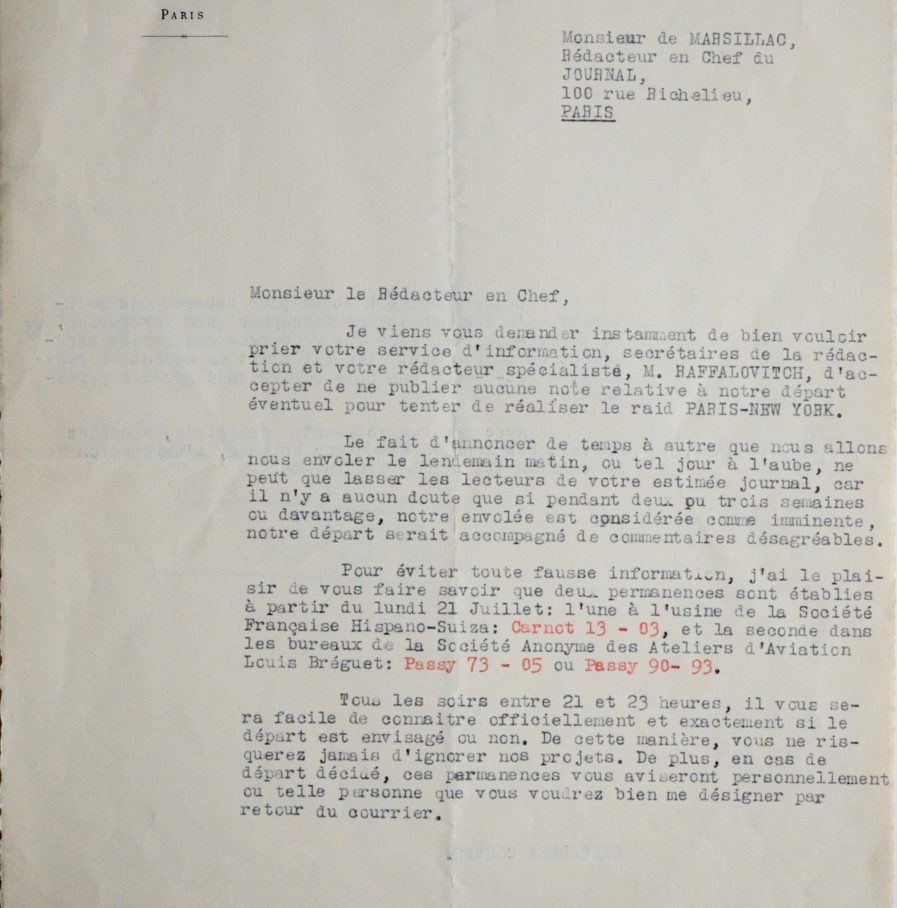 PARIS
Monsieur de MARSILLAC,
Rédacteur en Chef du
JOURNAL,
100 rue Richelieu,
PARIS
Monsieur le Rédacteur en Chef,
Je viens vous demander instamment de bien vouloir
prier votre service d'information, secrétaires de la rédac-
tion et votre rédacteur spécialisté, M. RAFFALOVITCH, d'ac-
cepter de ne publier aucune note relative à notre départ
éventuel pour tenter de réaliser le raid PARIS-NEW YORK.
Le fait d'annoncer de temps à autre que nous allons
nous envoler le lendemain matin, ou tel jour à l'aube, ne
peut que lasser les lecteurs de votre estimée journal, car
il n'y a aucun doute que si pendant deux ou trois semaines
ou davantage, notre envolée est considérée comme imminente,
notre départ serait accompagné de commentaires désagréables.
Pour éviter toute fausse information, j'ai le plai-
sir de vous faire savoir que deux permanences sont établies
à partir du lundi 21 Juillet: l'une à l'usine de la Société
Française Hispano-Suiza: Carnot 13 - 03, et la seconde dans
les bureaux de la Société Anonyme des Ateliers d'Aviation
Louis Bréguet: Passy 73 - 05 ou Passy 90- 93.
Tous les soirs entre 21 et 23 heures, il vous se-
ra facile de connaitre officiellement et exactement si le
départ est envisagé ou non. De cette manière, vous ne ris-
querez jamais d'ignorer nos projets. De plus, en cas de
départ décidé, ces permanences vous aviseront personnellement
ou telle personne que vous voudrez bien me désigner par
retour du courrier.